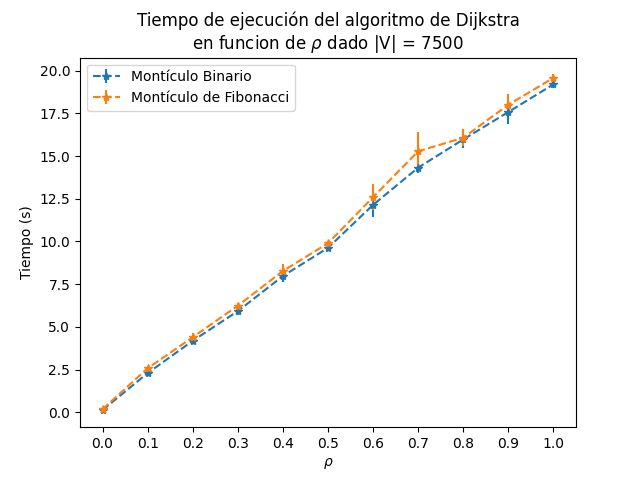 Tiempo de ejecución del algoritmo de Dijkstra
en funcion de ρ dado |V| = 7500
Montículo Binario
Montículo de Fibonacci
Tiempo (s)
20.0
17.5
15.0
12.5
10.0
7.5
5.0
2.5
0.0
0.0 0.1 0.2 0.3 0.4 0.5 0.6 0.7 0.8 0.9 1.0
ρ